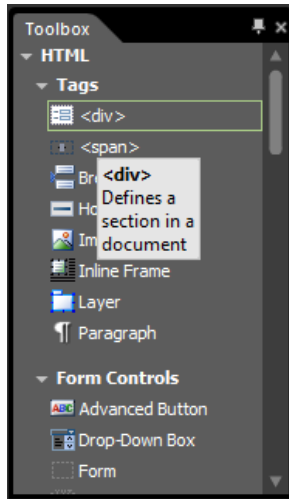 Toolbox
HTML
Tags
<div>
<span>
<div>
Defines a
section in a
document
Inline Frame
Layer
Paragraph
Form Controls
Advanced Button
Drop-Down Box
Form